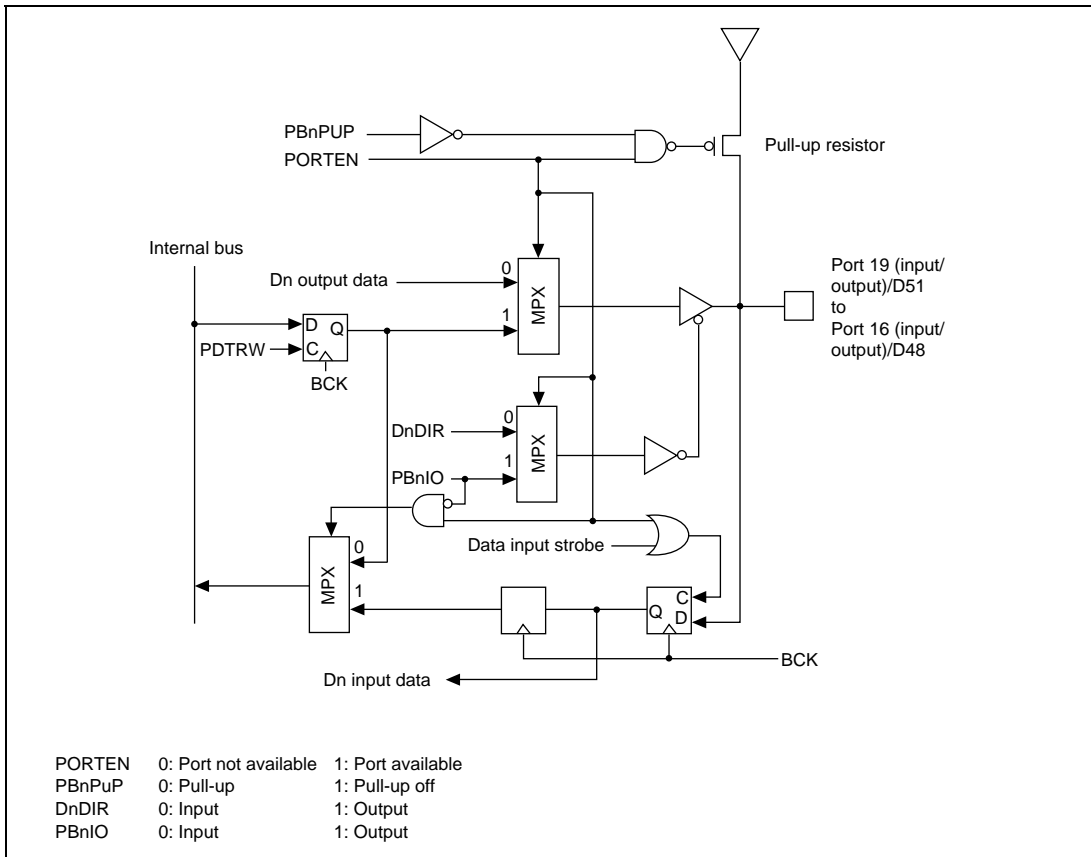 PBnPUP
PORTEN
Pull-up resistor
Internal bus
Dn output data
0
1
MPX
Port 19 (input/
output)/D51
to
Port 16 (input/
output)/D48
D Q
PDTRW
C
BCK
DnDIR
0
PBnIO
1
MPX
Data input strobe
MPX
0
1
C
Q
D
BCK
Dn input data
PORTEN 0: Port not available 1: Port available
PBnPuP 0: Pull-up 1: Pull-up off
DnDIR 0: Input 1: Output
PBnIO 0: Input 1: Output